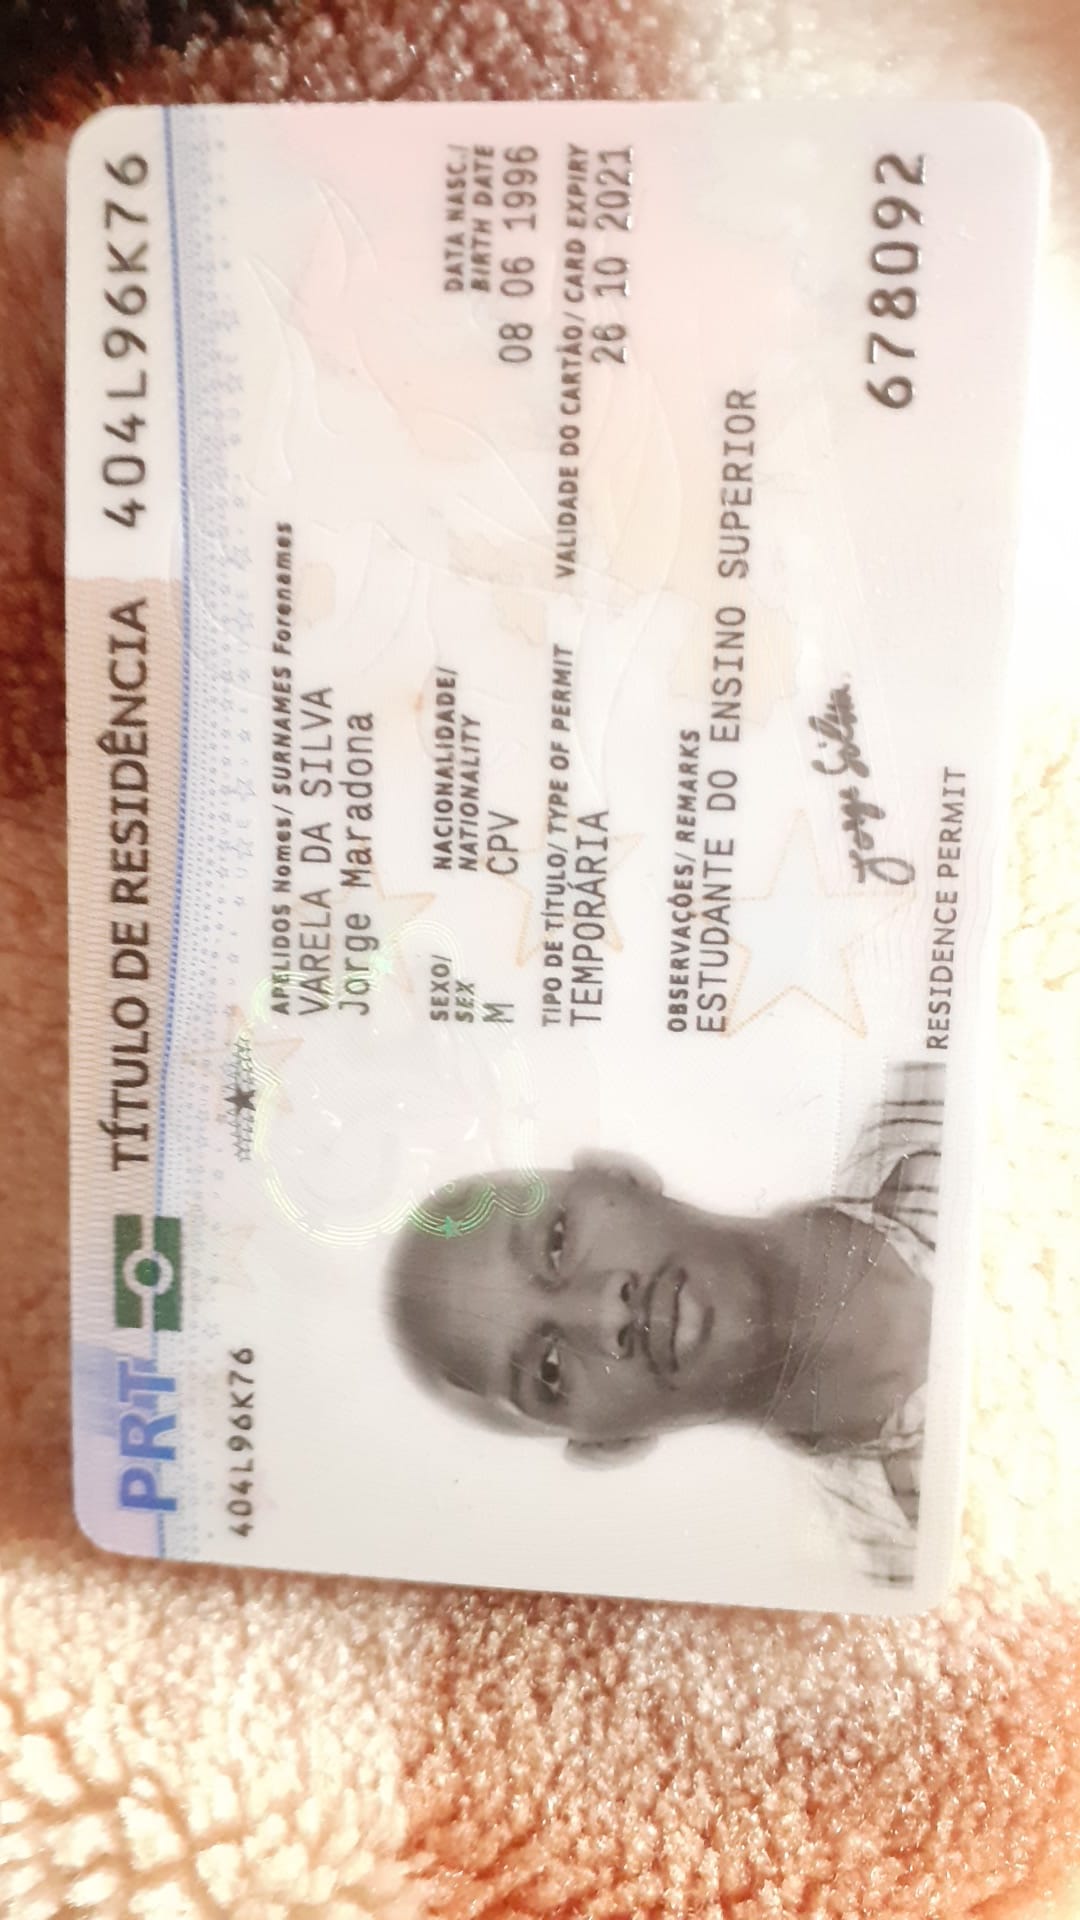 PRT TÍTULO DE RESIDÊNCIA 404L96K76
404L96K76
APELIDOS Nomes/ SURNAMES Forenames
VARELA DA SILVA
Jorge Maradona
SEXO/ NACIONALIDADE/ DATA NASC./
SEX NATIONALITY BIRTH DATE
M CPV 08 06 1996
TIPO DE TÍTULO/ TYPE OF PERMIT VALIDADE DO CARTÃO/ CARD EXPIRY
TEMPORÁRIA 26 10 2021
OBSERVAÇÕES/ REMARKS
ESTUDANTE DO ENSINO SUPERIOR
Jorge Silva
678092
RESIDENCE PERMIT